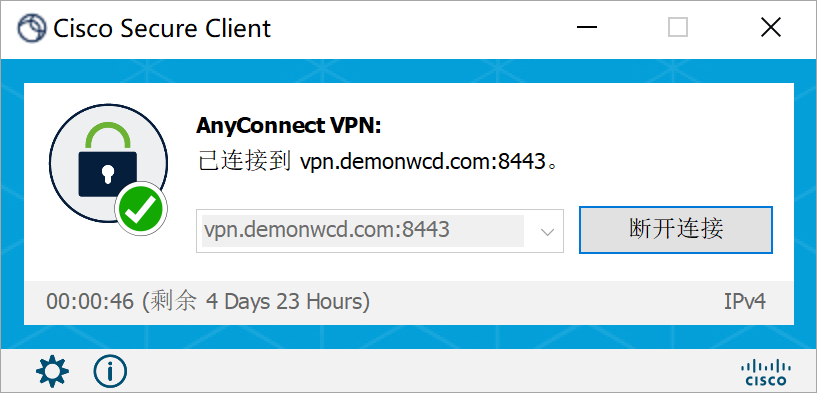 Cisco Secure Client
AnyConnect VPN:
已连接到 vpn.demonwcd.com:8443。
vpn.demonwcd.com:8443
断开连接
00:00:46 (剩余 4 Days 23 Hours)
IPv4
CISCO